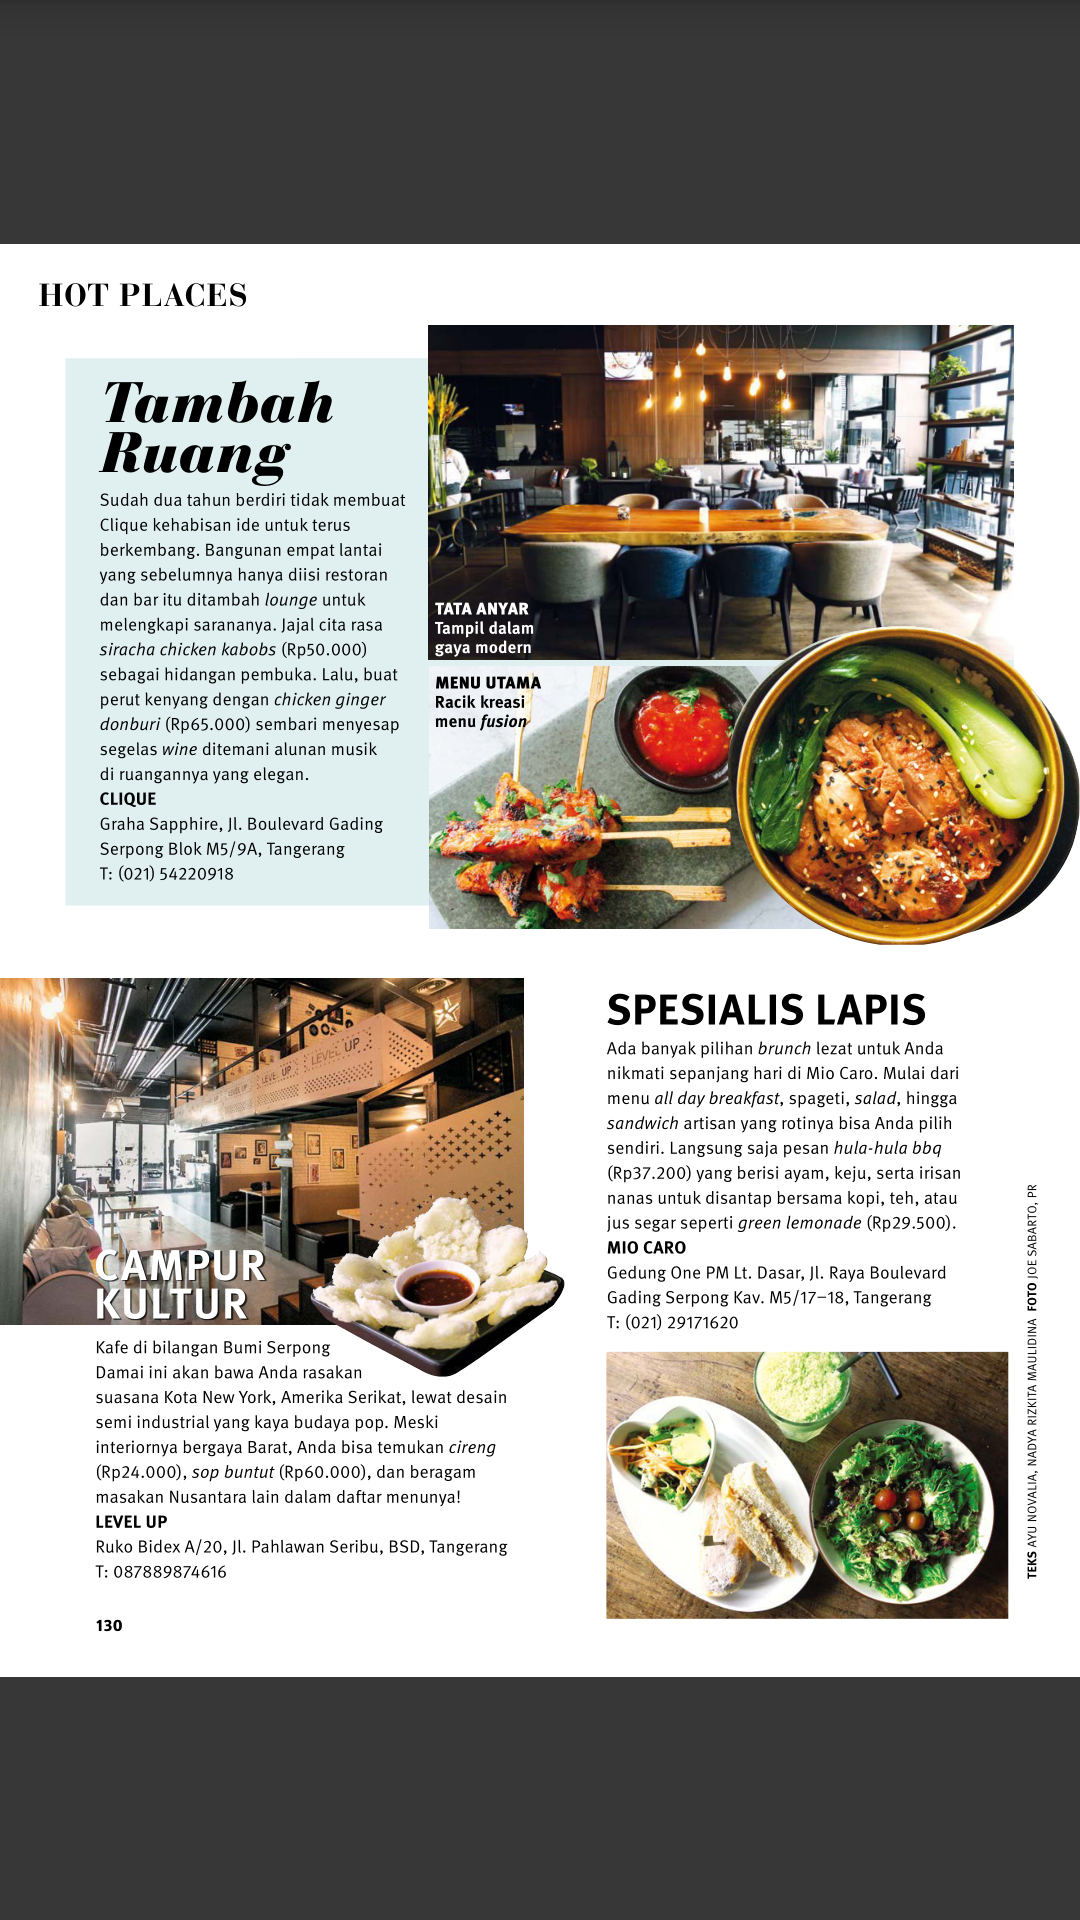 HOT PLACES
Tambah
Ruang
Sudah dua tahun berdiri tidak membuat
Clique kehabisan ide untuk terus
berkembang. Bangunan empat lantai
yang sebelumnya hanya diisi restoran
dan bar itu ditambah lounge untuk
melengkapi sarananya. Jajal cita rasa
siracha chicken kabobs (Rp50.000)
sebagai hidangan pembuka. Lalu, buat
perut kenyang dengan chicken ginger
donburi (Rp65.000) sembari menyesap
segelas wine ditemani alunan musik
di ruangannya yang elegan.
CLIQUE
Graha Sapphire, Jl. Boulevard Gading
Serpong Blok M5/9A, Tangerang
T: (021) 54220918
TATA ANYAR
Tampil dalam
gaya modern
MENU UTAMA
Racik kreasi
menu fusion
LEVEL UP
LEVEL UP
LEVEL UP
CAMPUR
KULTUR
Kafe di bilangan Bumi Serpong
Damai ini akan bawa Anda rasakan
suasana Kota New York, Amerika Serikat, lewat desain
semi industrial yang kaya budaya pop. Meski
interiornya bergaya Barat, Anda bisa temukan cireng
(Rp24.000), sop buntut (Rp60.000), dan beragam
masakan Nusantara lain dalam daftar menunya!
LEVEL UP
Ruko Bidex A/20, Jl. Pahlawan Seribu, BSD, Tangerang
T: 087889874616
SPESIALIS LAPIS
Ada banyak pilihan brunch lezat untuk Anda
nikmati sepanjang hari di Mio Caro. Mulai dari
menu all day breakfast, spageti, salad, hingga
sandwich artisan yang rotinya bisa Anda pilih
sendiri. Langsung saja pesan hula-hula bbq
(Rp37.200) yang berisi ayam, keju, serta irisan
nanas untuk disantap bersama kopi, teh, atau
jus segar seperti green lemonade (Rp29.500).
MIO CARO
Gedung One PM Lt. Dasar, Jl. Raya Boulevard
Gading Serpong Kav. M5/17–18, Tangerang
T: (021) 29171620
TEKS AYU NOVALIA, NADYA RIZKITA MAULIDINA FOTO JOE SABARTO, PR
130